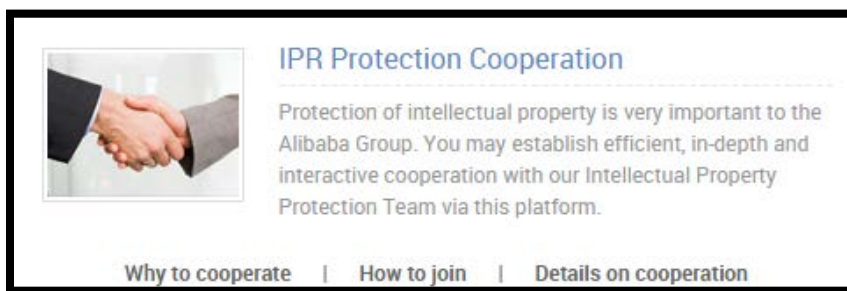 IPR Protection Cooperation
Protection of intellectual property is very important to the
Alibaba Group. You may establish efficient, in-depth and
interactive cooperation with our Intellectual Property
Protection Team via this platform.
Why to cooperate | How to join | Details on cooperation